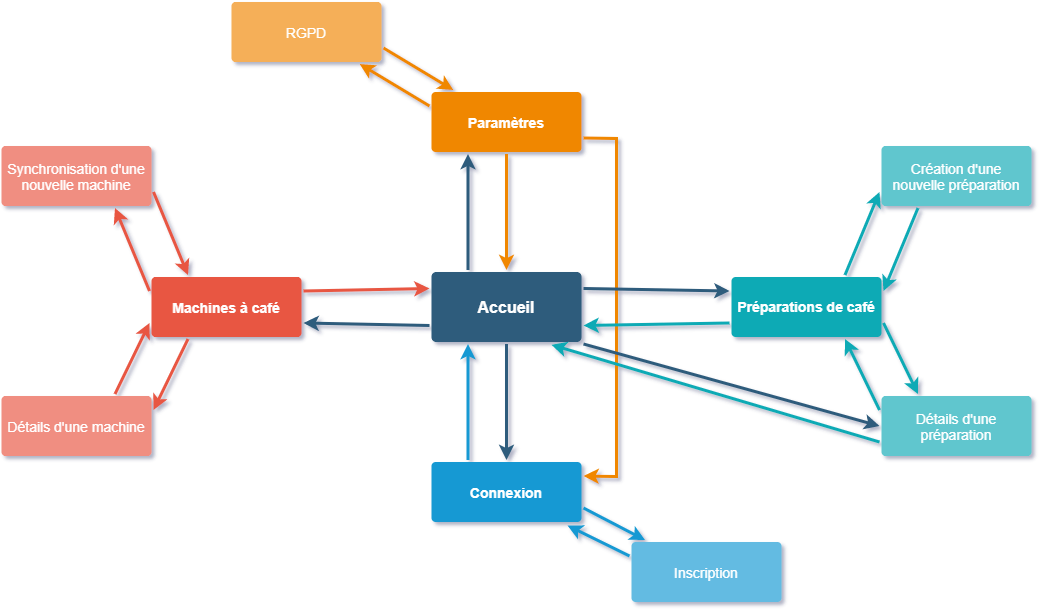 RGPD
Paramètres
Synchronisation d'une
nouvelle machine
Création d'une
nouvelle préparation
Machines à café
Accueil
Préparations de café
Détails d'une machine
Détails d'une
préparation
Connexion
Inscription